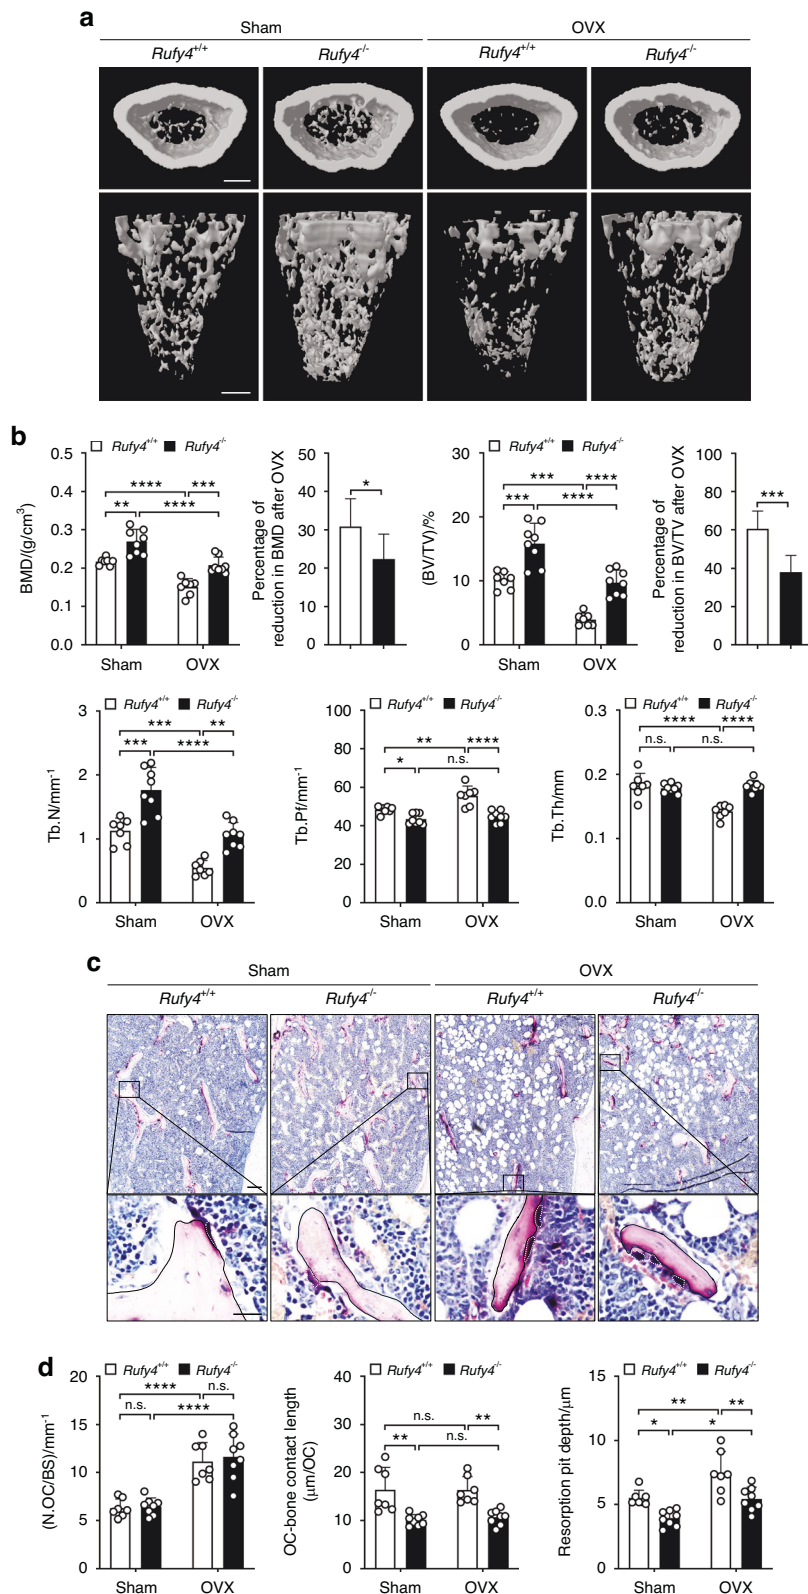 a
Sham OVX
Rufy4+/+ Rufy4-/- Rufy4+/+ Rufy4-/-
b
Rufy4+/+ Rufy4-/-
BMD/(g/cm3)
0.5
0.4
0.3
0.2
0.1
0.0
**** ***
** ****
Sham OVX
Percentage of
reduction in BMD after OVX
50
40
30
20
10
0
*
Rufy4+/+ Rufy4-/-
(BV/TV)/%
30
20
10
0
*** ****
*** ****
Sham OVX
Percentage of
reduction in BV/TV after OVX
100
80
60
40
20
0
***
Rufy4+/+ Rufy4-/-
Tb.N/mm-1
3
2
1
0
*** **
*** ****
Sham OVX
Rufy4+/+ Rufy4-/-
Tb.Pf/mm-1
100
80
60
40
20
0
** ****
* n.s.
Sham OVX
Rufy4+/+ Rufy4-/-
Tb.Th/mm
0.3
0.2
0.1
0.0
**** ****
n.s. n.s.
Sham OVX
c
Sham OVX
Rufy4+/+ Rufy4-/- Rufy4+/+ Rufy4-/-
d
Rufy4+/+ Rufy4-/-
(N.OC/BS)/mm-1
20
15
10
5
0
**** n.s.
n.s. ****
Sham OVX
Rufy4+/+ Rufy4-/-
OC-bone contact length
(μm/OC)
40
30
20
10
0
n.s. **
** n.s.
Sham OVX
Rufy4+/+ Rufy4-/-
Resorption pit depth/μm
15
10
5
0
** **
* *
Sham OVX